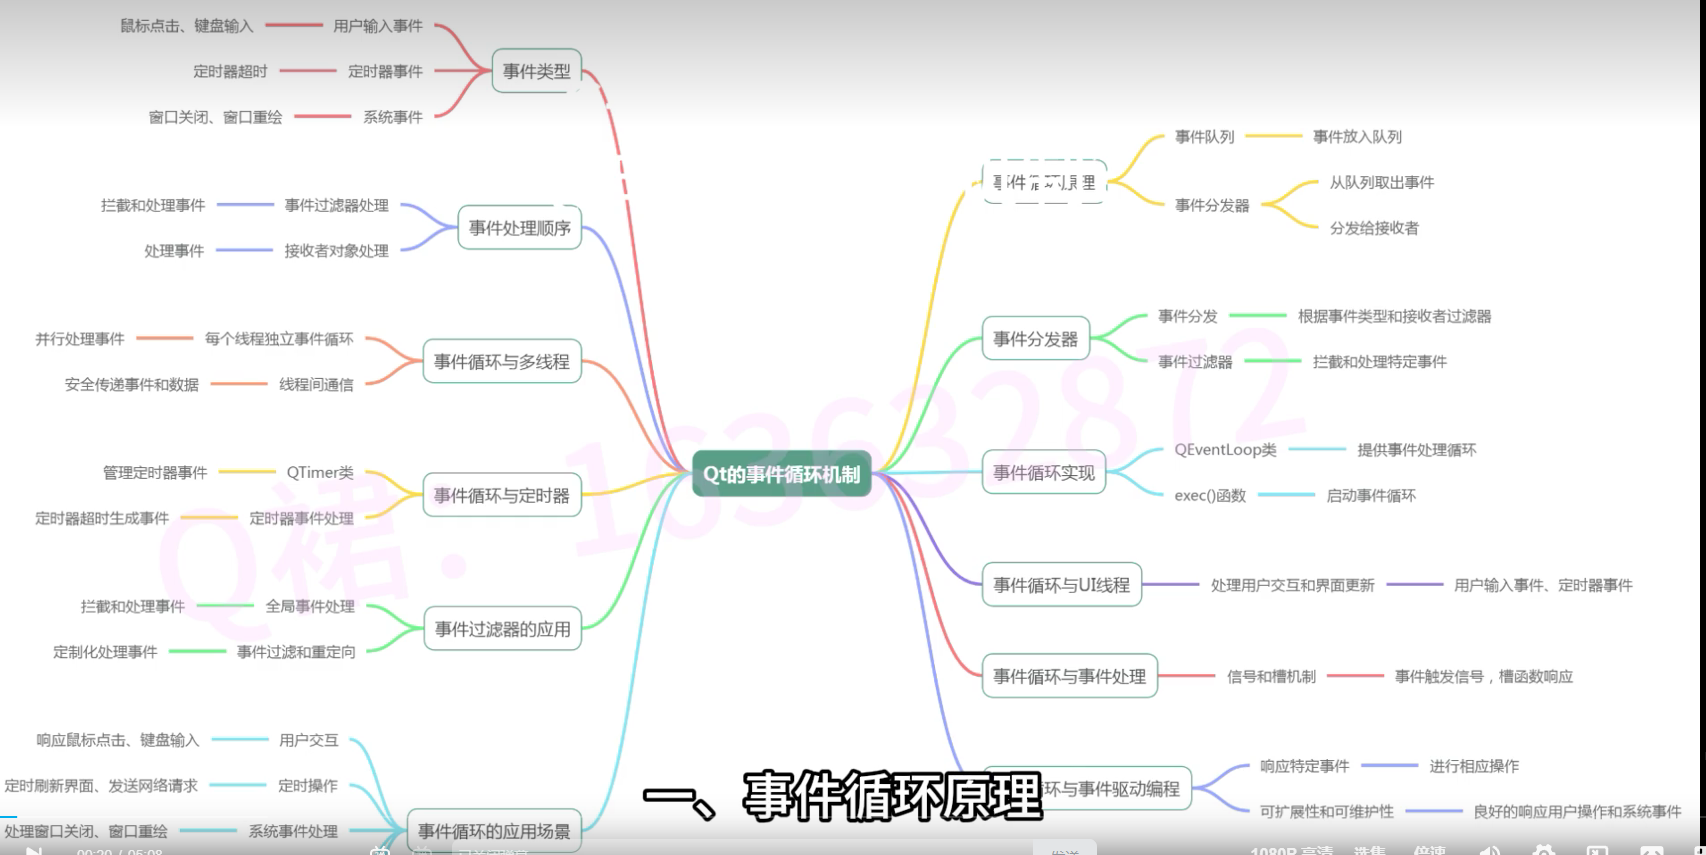 鼠标点击、键盘输入 用户输入事件
定时器超时 定时器事件
窗口关闭、窗口重绘 系统事件
事件类型
拦截和处理事件 事件过滤器处理
处理事件 接收者对象处理
事件处理顺序
并行处理事件 每个线程独立事件循环
安全传递事件和数据 线程间通信
事件循环与多线程
管理定时器事件 QTimer类
定时器超时生成事件 定时器事件处理
事件循环与定时器
拦截和处理事件 全局事件处理
定制化处理事件 事件过滤和重定向
事件过滤器的应用
响应鼠标点击、键盘输入 用户交互
定时刷新界面、发送网络请求 定时操作
处理窗口关闭、窗口重绘 系统事件处理
事件循环的应用场景
Qt的事件循环机制
事件循环原理
事件队列 事件放入队列
事件分发器
从队列取出事件
分发给接收者
事件分发器
事件分发 根据事件类型和接收者过滤器
事件过滤器 拦截和处理特定事件
事件循环实现
QEventLoop类 提供事件处理循环
exec()函数 启动事件循环
事件循环与UI线程 处理用户交互和界面更新 用户输入事件、定时器事件
事件循环与事件处理 信号和槽机制 事件触发信号，槽函数响应
环与事件驱动编程
响应特定事件 进行相应操作
可扩展性和可维护性 良好的响应用户操作和系统事件
一、事件循环原理
Q裙：163632872
00:20 / 05:08
1080P 高清 选集 倍速